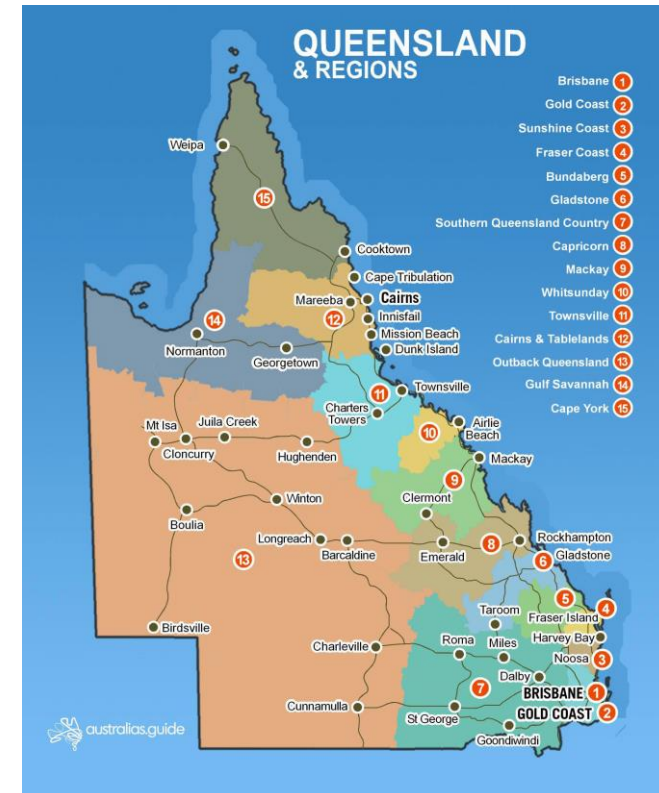 QUEENSLAND
& REGIONS
Brisbane 1
Gold Coast 2
Sunshine Coast 3
Fraser Coast 4
Bundaberg 5
Gladstone 6
Southern Queensland Country 7
Capricorn 8
Mackay 9
Whitsunday 10
Townsville 11
Cairns & Tablelands 12
Outback Queensland 13
Gulf Savannah 14
Cape York 15
Weipa
15
Cooktown
Cape Tribulation
Mareeba
Cairns
12
Innisfail
14
Mission Beach
Normanton
Dunk Island
Georgetown
11
Townsville
Charters
Towers
Airlie
Beach
10
Mt Isa
Juila Creek
Cloncurry
Hughenden
Mackay
9
Clermont
Winton
Boulia
Longreach
Barcaldine
Emerald
8
Rockhampton
13
6
Gladstone
5
4
Taroom
Fraser Island
Birdsville
Harvey Bay
Charleville
Roma
Miles
Noosa
3
Dalby
7
BRISBANE
1
Cunnamulla
St George
GOLD COAST
2
Goondiwindi
australias.guide